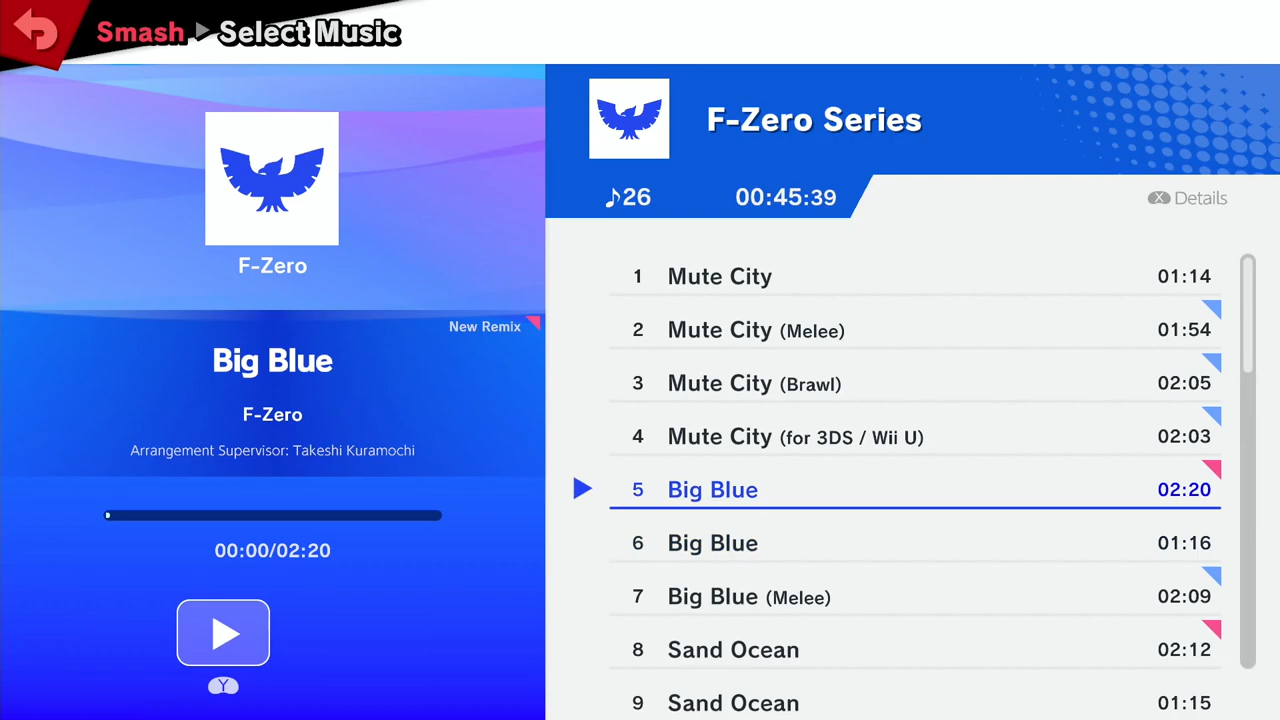 Smash ▶ Select Music
F-Zero
New Remix
Big Blue
F-Zero
Arrangement Supervisor: Takeshi Kuramochi
00:00/02:20
Y
F-Zero Series
♪26 00:45:39
X Details
1 Mute City 01:14
2 Mute City (Melee) 01:54
3 Mute City (Brawl) 02:05
4 Mute City (for 3DS / Wii U) 02:03
5 Big Blue 02:20
6 Big Blue 01:16
7 Big Blue (Melee) 02:09
8 Sand Ocean 02:12
9 Sand Ocean 01:15